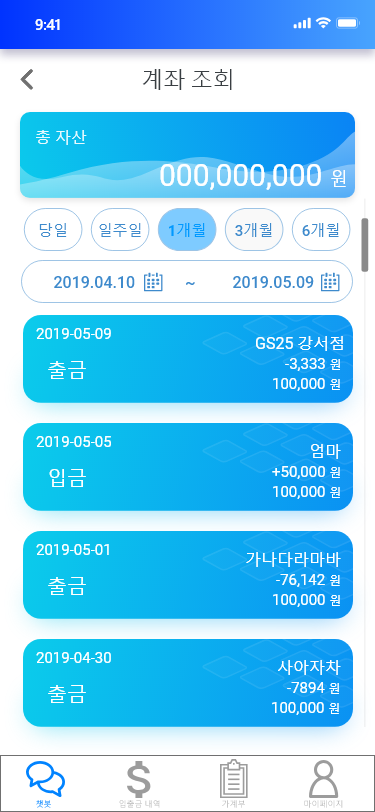 9:41
계좌 조회
총 자산
000,000,000 원
당일 일주일 1개월 3개월 6개월
2019.04.10 ~ 2019.05.09
2019-05-09
GS25 강서점
출금
-3,333 원
100,000 원
2019-05-05
엄마
입금
+50,000 원
100,000 원
2019-05-01
가나다라마바
출금
-76,142 원
100,000 원
2019-04-30
사아자차
출금
-7894 원
100,000 원
챗봇 입출금 내역 가계부 마이페이지